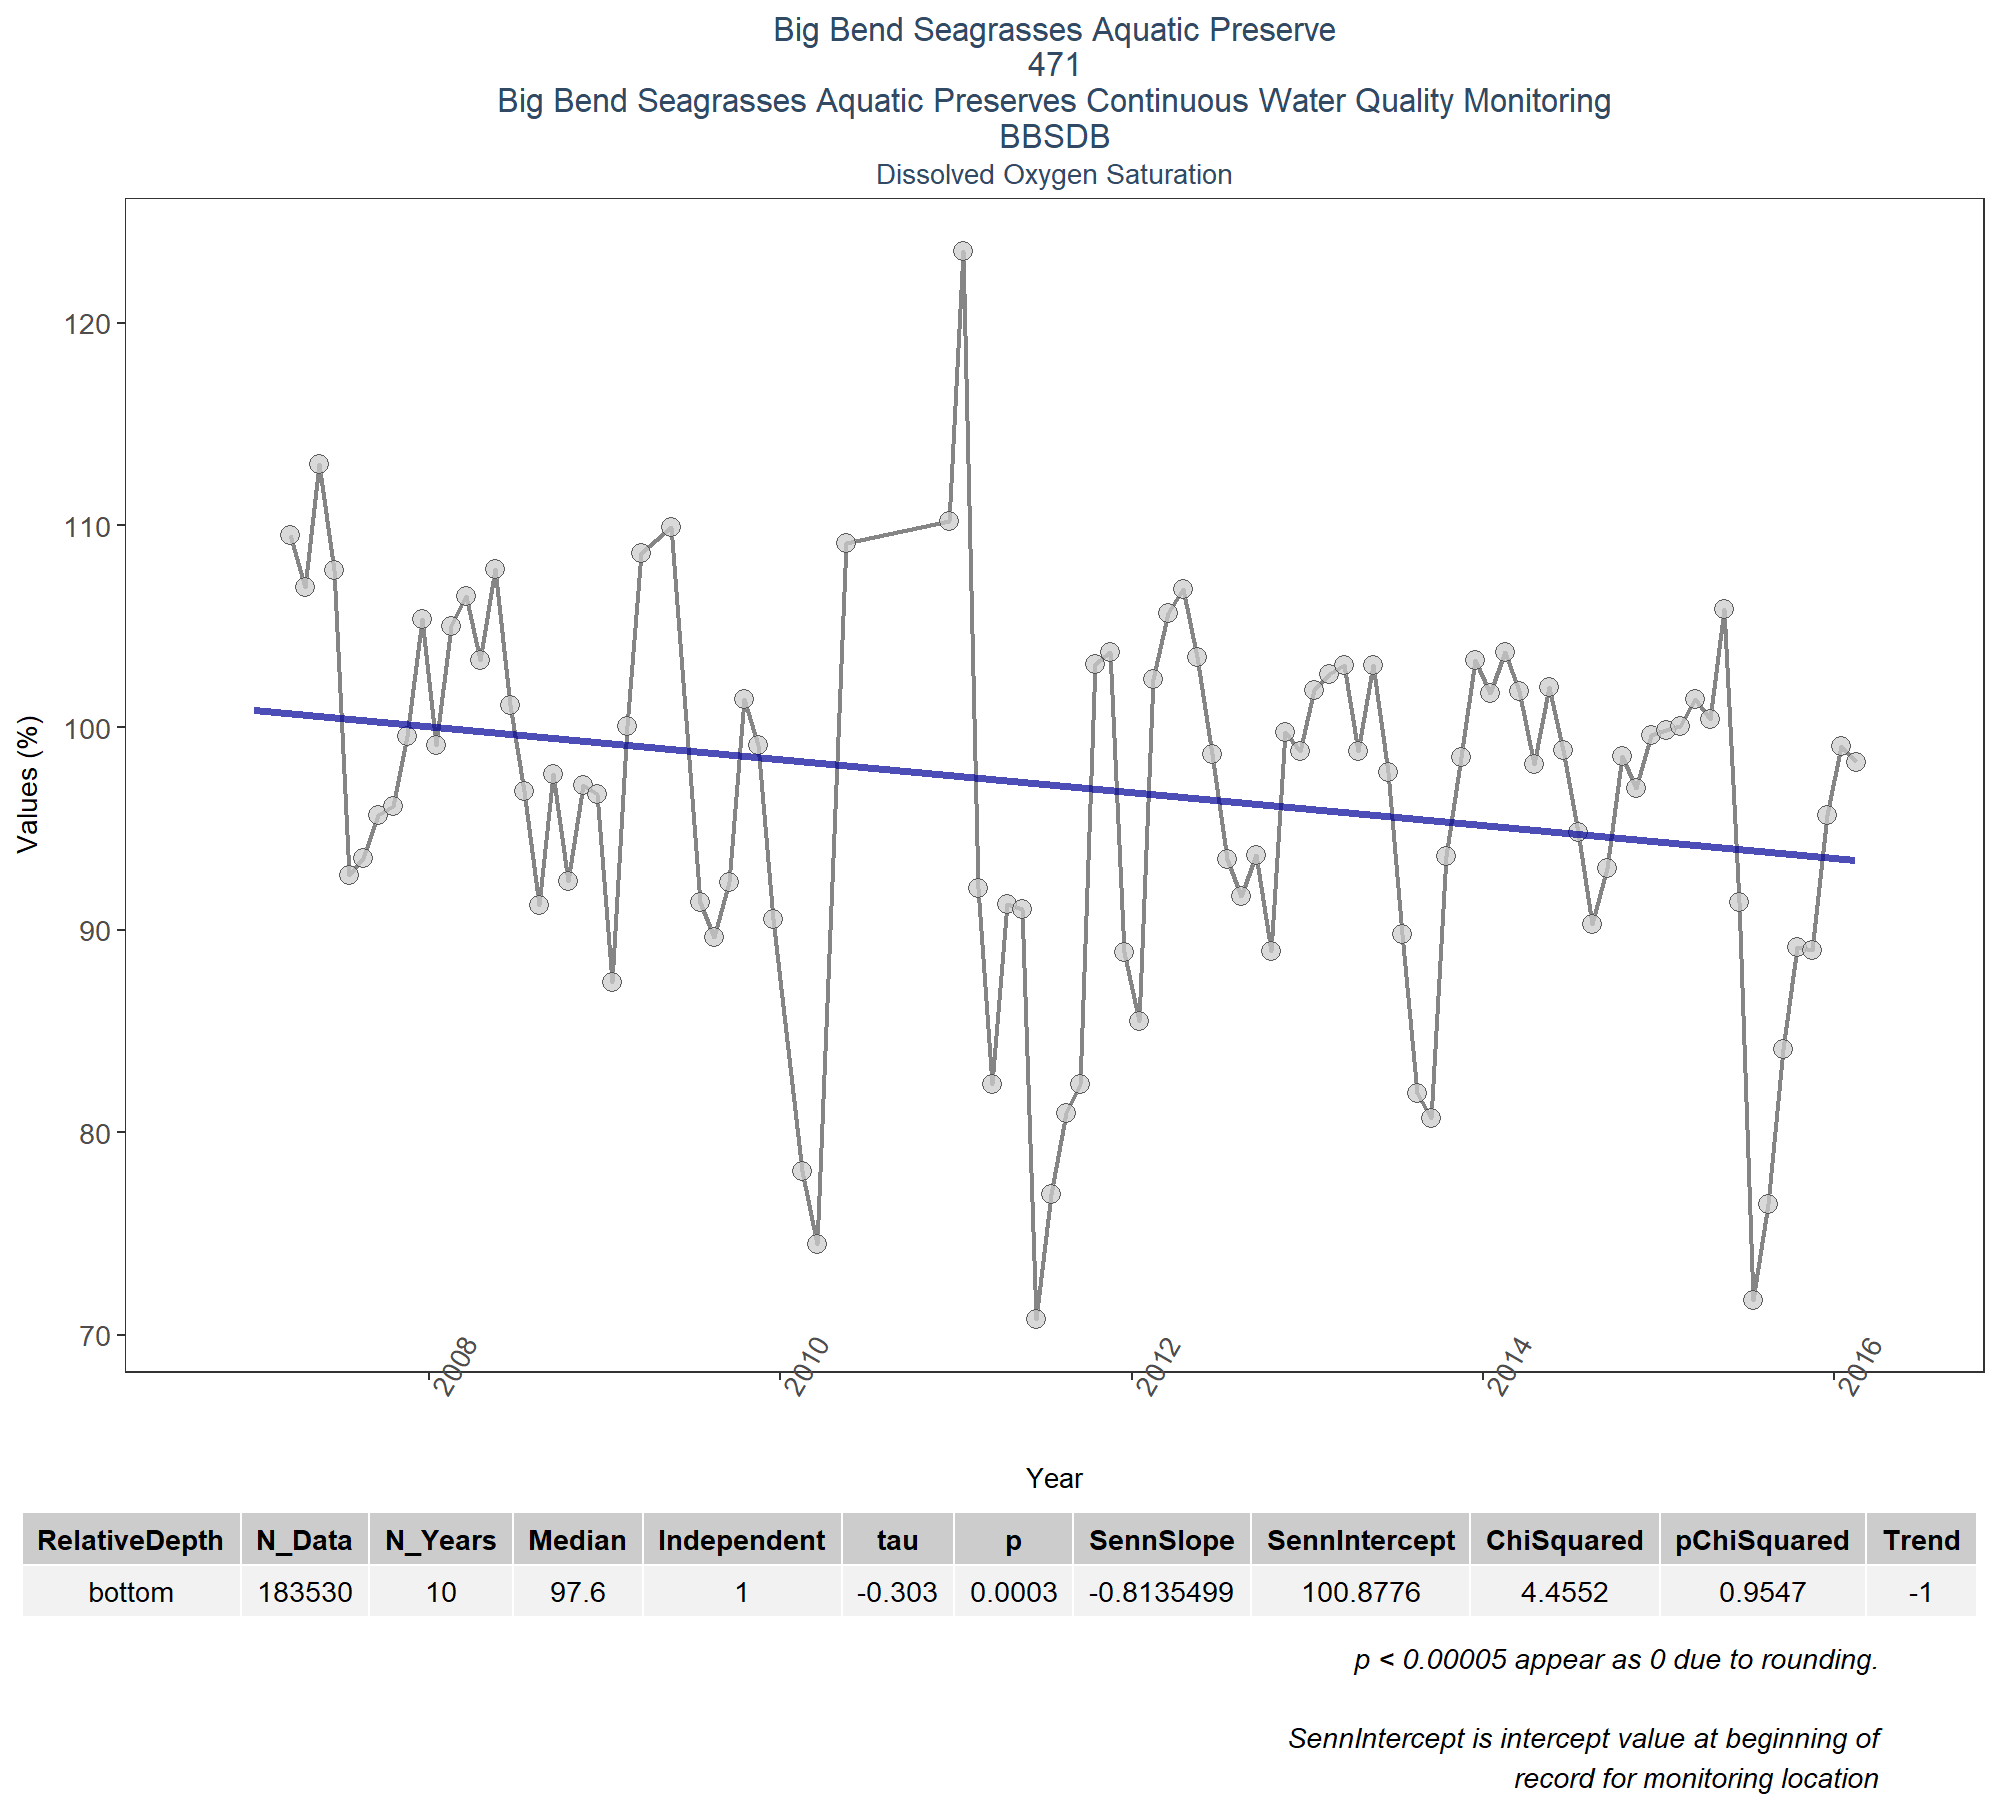 Big Bend Seagrasses Aquatic Preserve
471
Big Bend Seagrasses Aquatic Preserves Continuous Water Quality Monitoring
BBSDB
Dissolved Oxygen Saturation
120
110
100
90
80
70
Values (%)
2008 2010 2012 2014 2016
Year
RelativeDepth N_Data N_Years Median Independent tau p SennSlope SennIntercept ChiSquared pChiSquared Trend
bottom 183530 10 97.6 1 -0.303 0.0003 -0.8135499 100.8776 4.4552 0.9547 -1
p < 0.00005 appear as 0 due to rounding.
SennIntercept is intercept value at beginning of
record for monitoring location